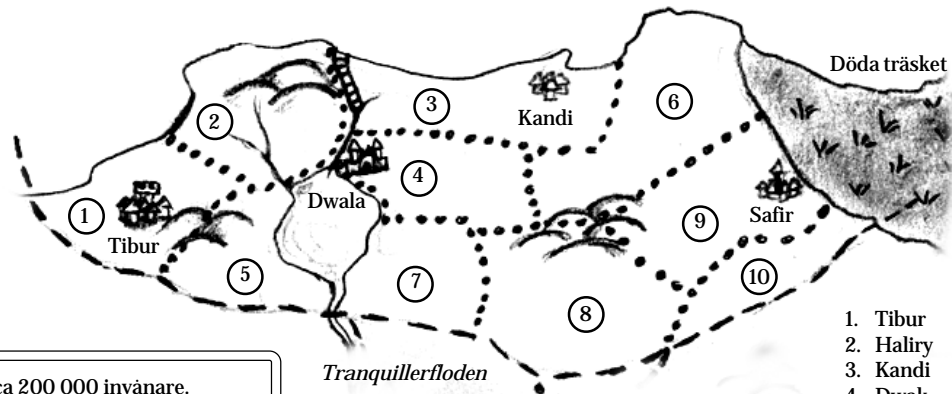 Döda träsket
6
3
2
Kandi
4
Dwala
1
9
Safir
Tibur
5
7
10
8
1. Tibur
2. Haliry
3. Kandi
4.
Tranquillerfloden
ca 200 000 invånare.